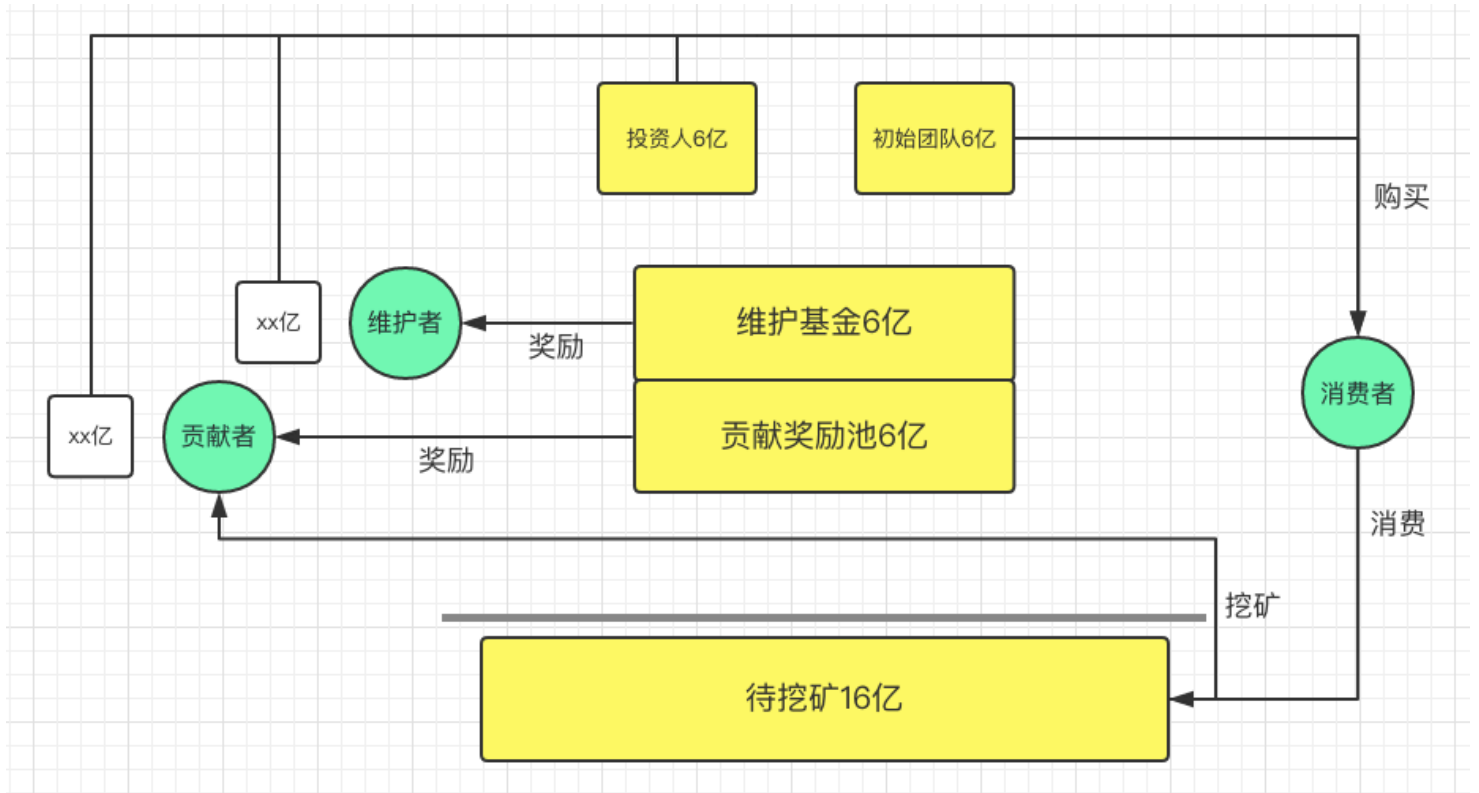 投资人6亿
初始团队6亿
购买
xx亿
维护者
奖励
维护基金6亿
消费者
xx亿
贡献者
奖励
贡献奖励池6亿
消费
挖矿
待挖矿16亿